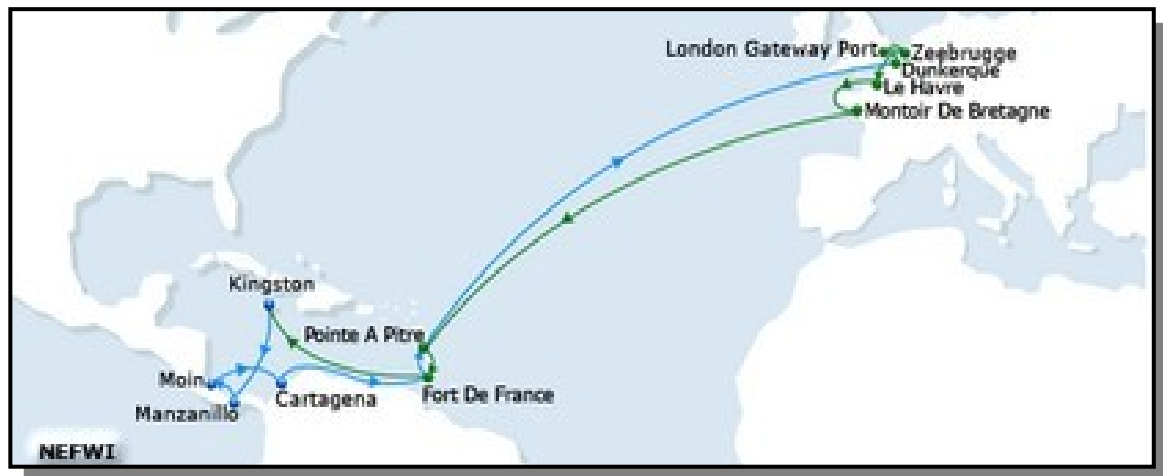 London Gateway Port
Zeebrugge
Dunkerque
Le Havre
Montoir De Bretagne
Kingston
Pointe A Pitre
Moin
Cartagena
Fort De France
Manzanillo
NEFWI